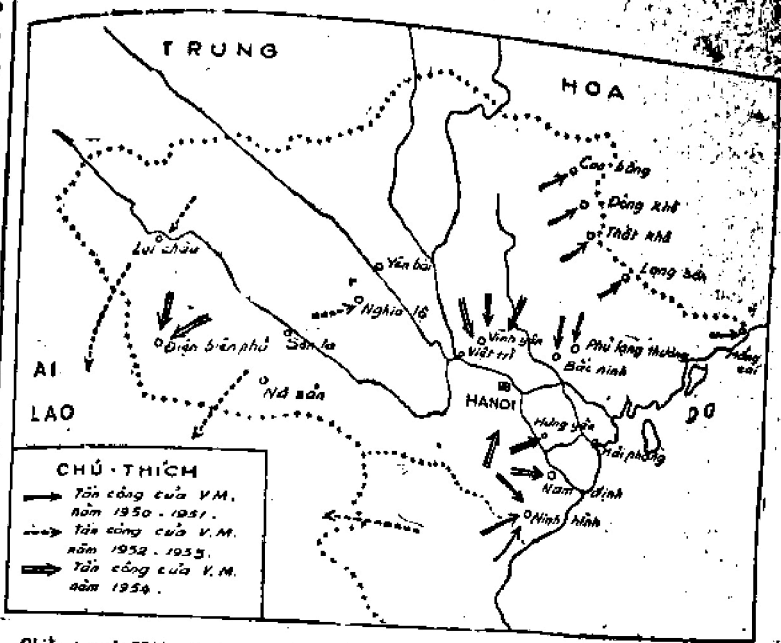 TRUNG
HOA
Cao bằng
Đông khê
Thất khê
Lạng sơn
Lai châu
Yên bái
Nghĩa lộ
Vĩnh yên
Việt trì
Phủ lạng thương
Bắc ninh
Móng cái
Điện biên phủ
Sơn la
Nà sản
AI
LAO
HANOI
Hưng yên
Hải phòng
Nam định
Ninh bình
CHÚ-THÍCH
Tấn công của V.M.
năm 1950-1951.
Tấn công của V.M.
năm 1952-1953.
Tấn công của V.M.
năm 1954.